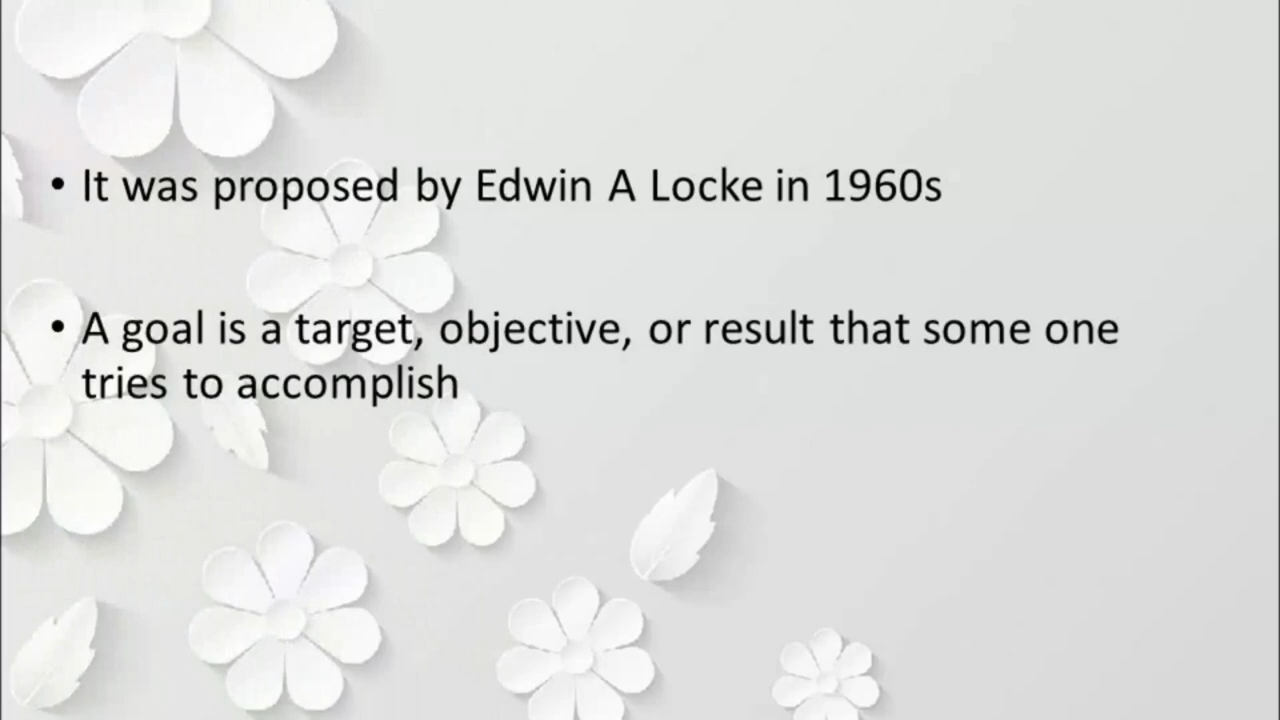 • It was proposed by Edwin A Locke in 1960s
• A goal is a target, objective, or result that some one
tries to accomplish